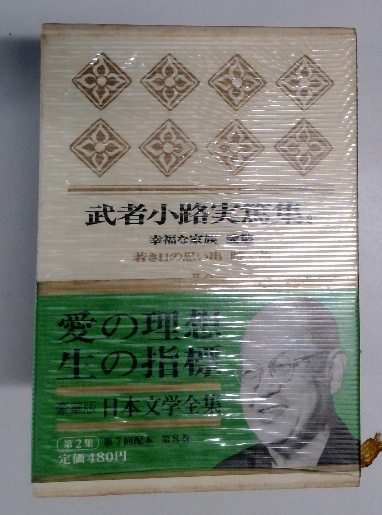 武者小路実篤集
幸福な家族 愛慾
若き日の思い出
愛の理想
生の指標
豪華版 日本文学全集
第2集 第7回配本 第8巻
定価480円